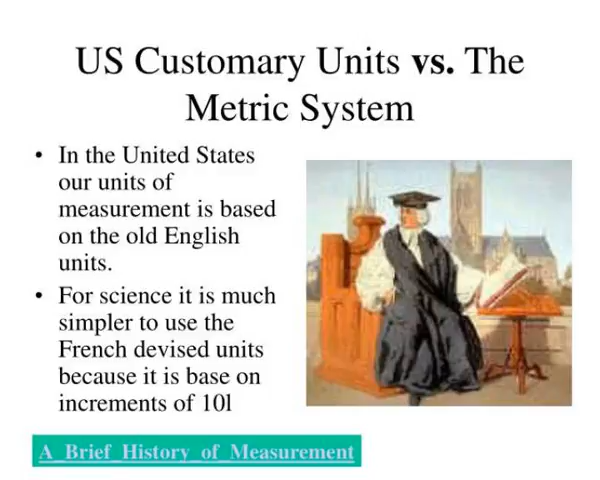 US Customary Units vs. The
Metric System
• In the United States
our units of
measurement is based
on the old English
units.
• For science it is much
simpler to use the
French devised units
because it is base on
increments of 10l
A_Brief_History_of_Measurement